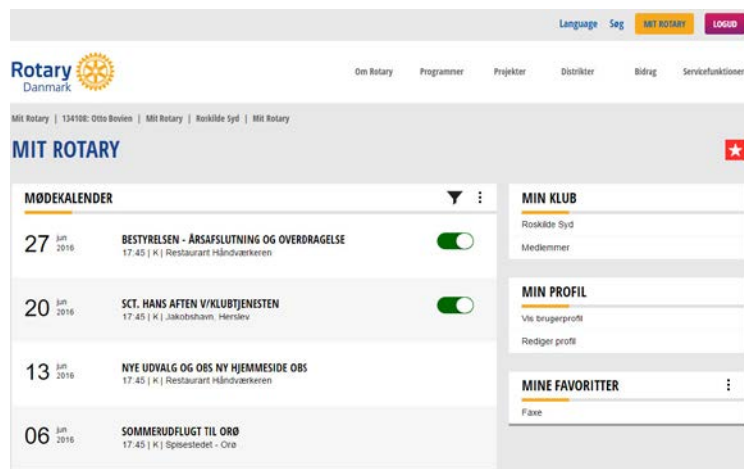 Language Søg MIT ROTARY LOGUD
Rotary
Danmark
Om Rotary Programmer Projekter Distrikter Bidrag Servicefunktioner
Mit Rotary | 134108: Otto Bovien | Mit Rotary | Roskilde Syd | Mit Rotary
MIT ROTARY
MØDEKALENDER
27 jun 2016
BESTYRELSEN - ÅRSAFSLUTNING OG OVERDRAGELSE
17:45 | K | Restaurant Håndværkeren
20 jun 2016
SCT. HANS AFTEN V/KLUBTJENESTEN
17:45 | K | Jakobshavn, Herslev
13 jun 2016
NYE UDVALG OG OBS NY HJEMMESIDE OBS
17:45 | K | Restaurant Håndværkeren
06 jun 2016
SOMMERUDFLUGT TIL ORØ
17:45 | K | Spisestedet - Orø
MIN KLUB
Roskilde Syd
Medlemmer
MIN PROFIL
Vis brugerprofil
Rediger profil
MINE FAVORITTER
Faxe